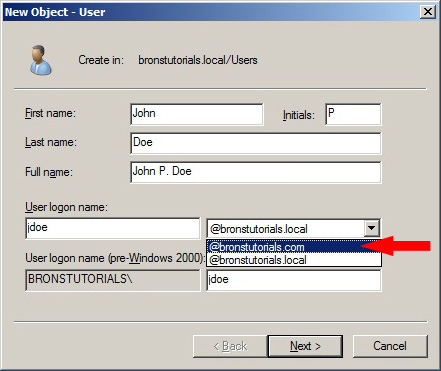 New Object - User
Create in: bronstutorials.local/Users
First name: John Initials: P
Last name: Doe
Full name: John P. Doe
User logon name:
jdoe @bronstutorials.local
@bronstutorials.com
@bronstutorials.local
User logon name (pre-Windows 2000):
BRONSTUTORIALS\ jdoe
< Back Next > Cancel